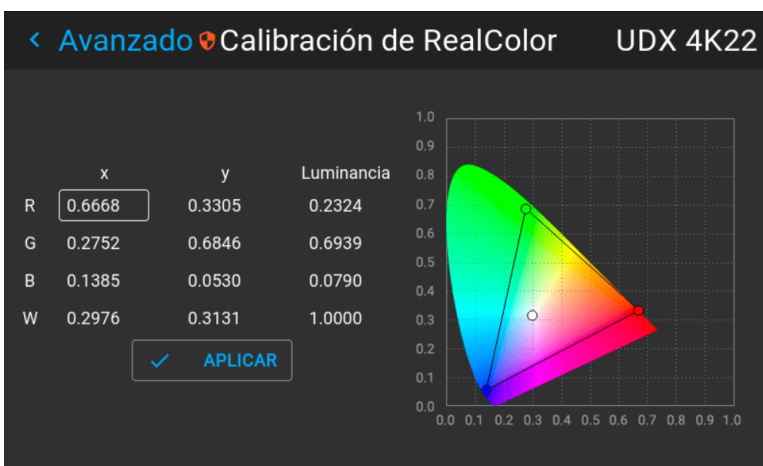 Avanzado Calibración de RealColor UDX 4K22
x y Luminancia
R 0.6668 0.3305 0.2324
G 0.2752 0.6846 0.6939
B 0.1385 0.0530 0.0790
W 0.2976 0.3131 1.0000
APLICAR
1.0
0.9
0.8
0.7
0.6
0.5
0.4
0.3
0.2
0.1
0.0
0.0 0.1 0.2 0.3 0.4 0.5 0.6 0.7 0.8 0.9 1.0